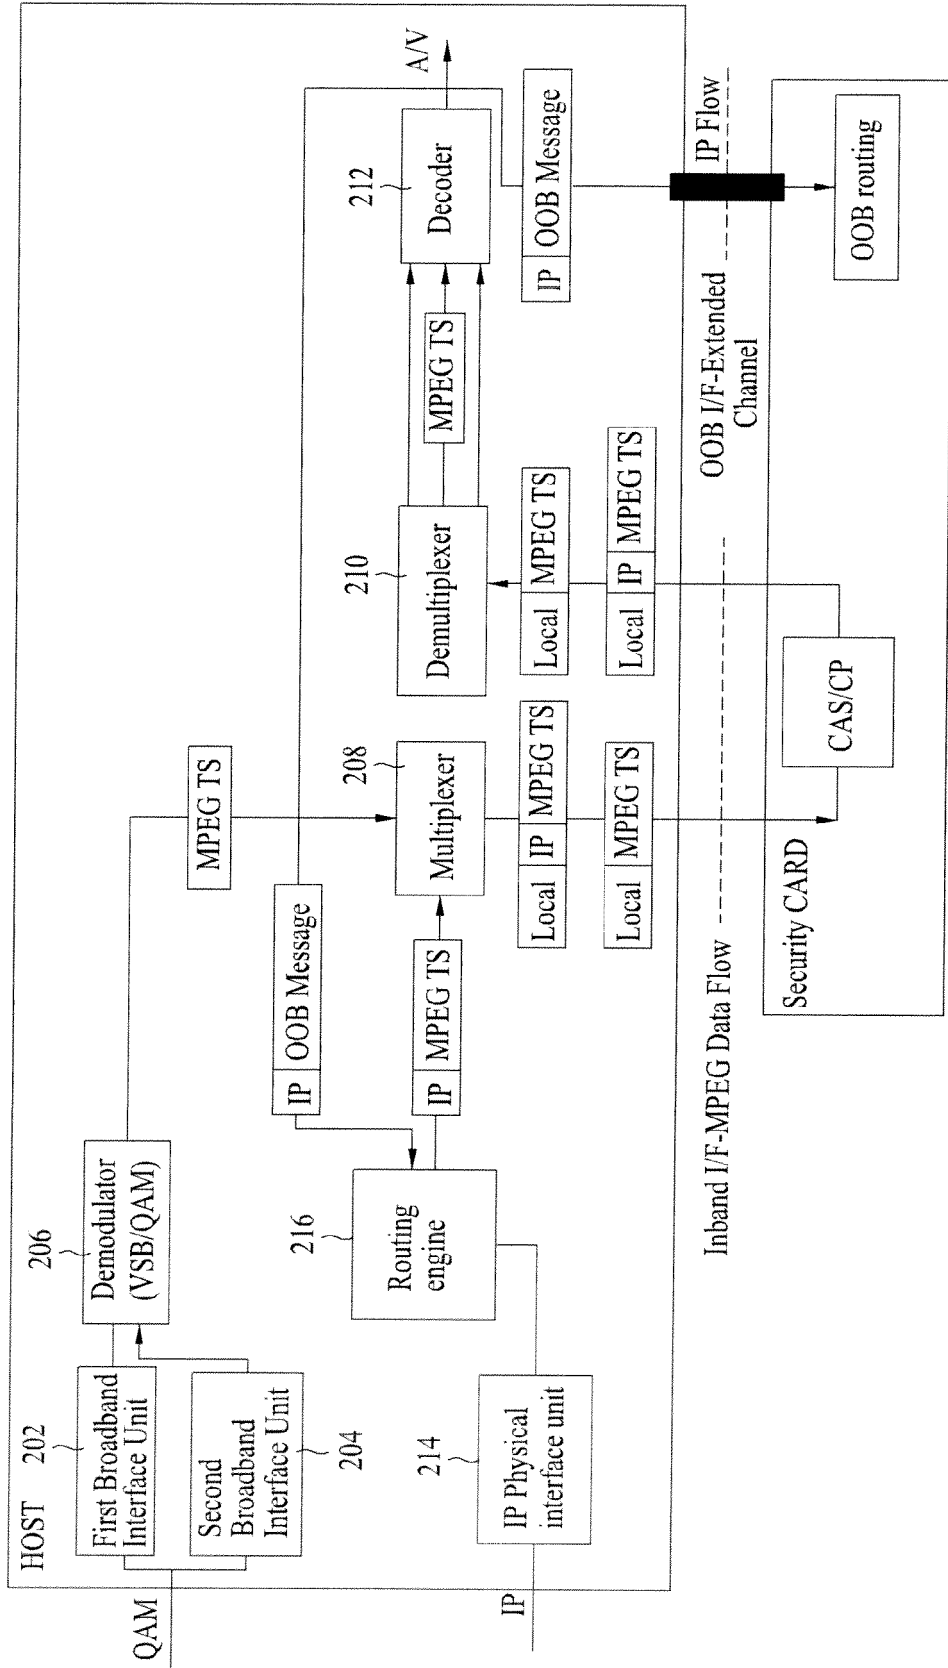 HOST
QAM
IP
202
First Broadband
Interface Unit
Second
Broadband
Interface Unit
204
206
Demodulator
(VSB/QAM)
214
IP Physical
interface unit
216
Routing
engine
MPEG TS
IP OOB Message
IP MPEG TS
208
Multiplexer
Local IP MPEG TS
Local MPEG TS
210
Demultiplexer
Local MPEG TS
Local IP MPEG TS
MPEG TS
212
Decoder
A/V
IP OOB Message
Inband I/F-MPEG Data Flow
OOB I/F-Extended
Channel
IP Flow
Security CARD
CAS/CP
OOB routing